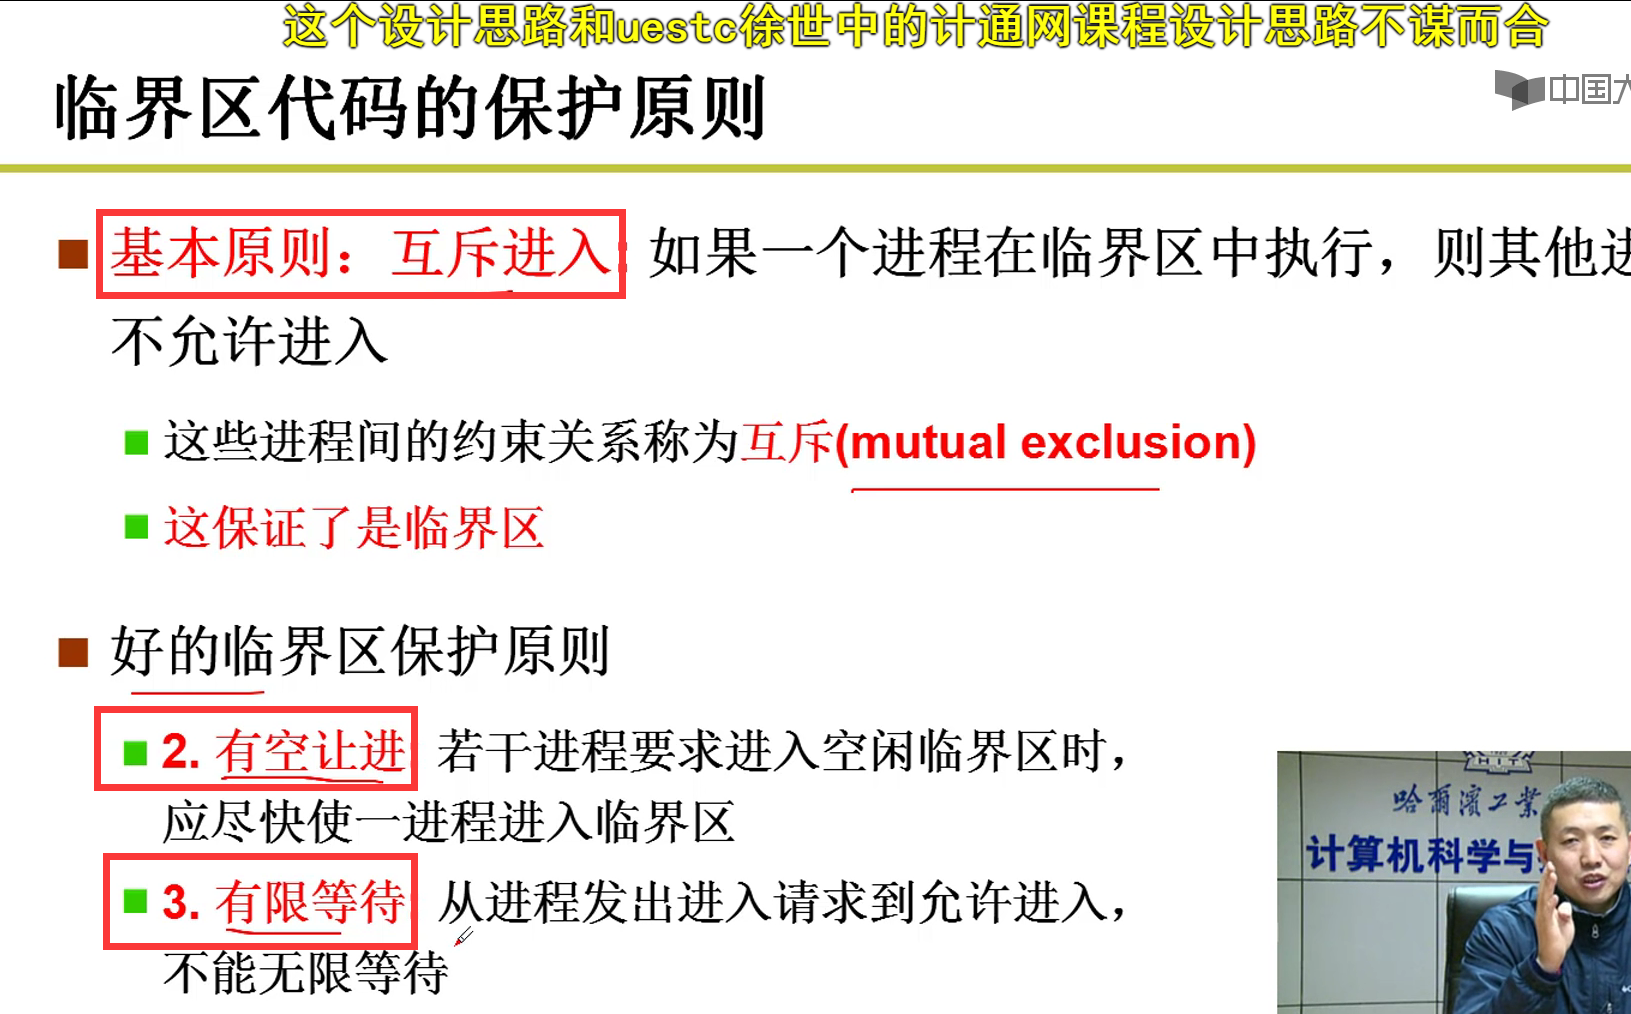 这个设计思路和uestc徐世中的计通网课程设计思路不谋而合
临界区代码的保护原则
中国大
基本原则：互斥进入: 如果一个进程在临界区中执行，则其他进
不允许进入
这些进程间的约束关系称为互斥(mutual exclusion)
这保证了是临界区
好的临界区保护原则
2. 有空让进: 若干进程要求进入空闲临界区时，
应尽快使一进程进入临界区
3. 有限等待: 从进程发出进入请求到允许进入，
不能无限等待
哈爾濱工業
计算机科学与